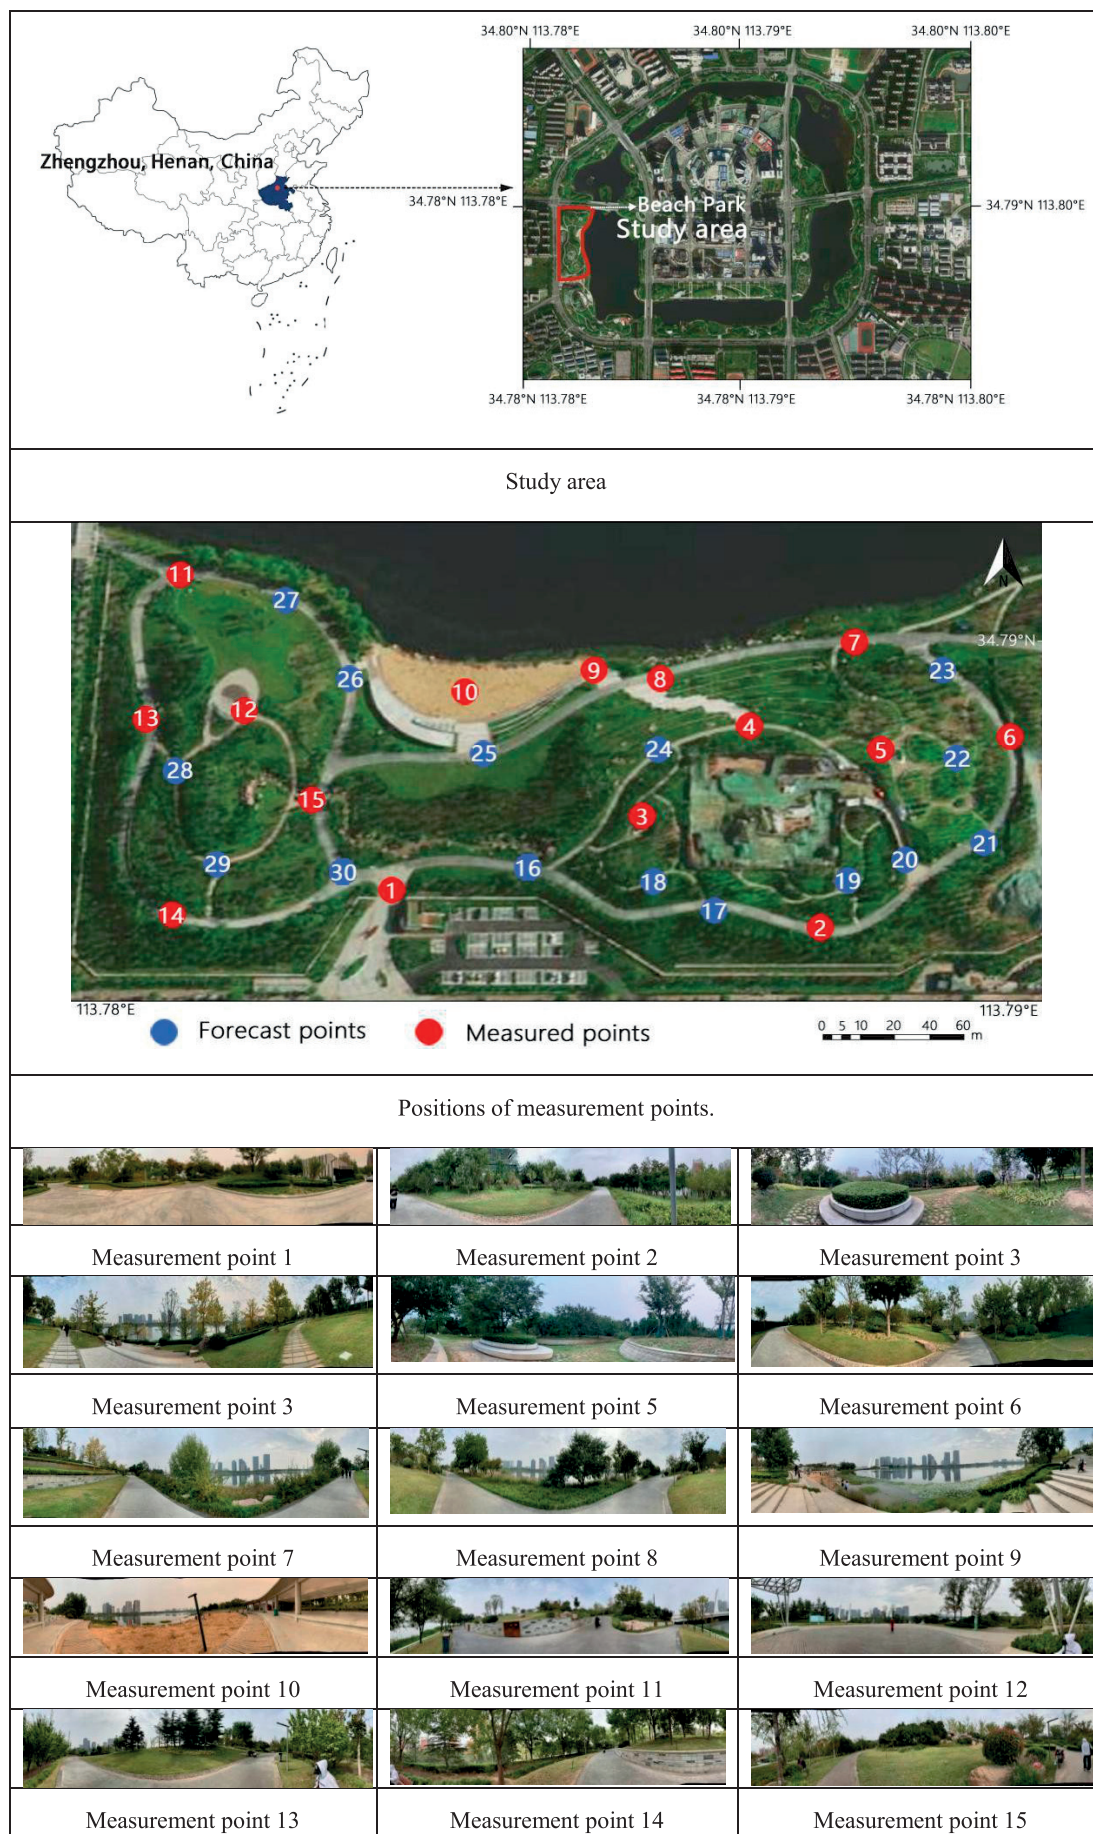 34.80°N 113.78°E
34.80°N 113.79°E
34.80°N 113.80°E
Zhengzhou, Henan, China
34.78°N 113.78°E
Beach Park
Study area
34.79°N 113.80°E
34.78°N 113.78°E
34.78°N 113.79°E
34.78°N 113.80°E
Study area
N
11
27
7
34.79°N
9
8
23
26
10
12
13
4
6
24
5
25
22
28
15
3
21
20
29
30
16
1
18
19
17
14
2
113.78°E
113.79°E
Forecast points
Measured points
0 5 10 20 40 60
m
Positions of measurement points.
Measurement point 1
Measurement point 2
Measurement point 3
Measurement point 3
Measurement point 5
Measurement point 6
Measurement point 7
Measurement point 8
Measurement point 9
Measurement point 10
Measurement point 11
Measurement point 12
Measurement point 13
Measurement point 14
Measurement point 15